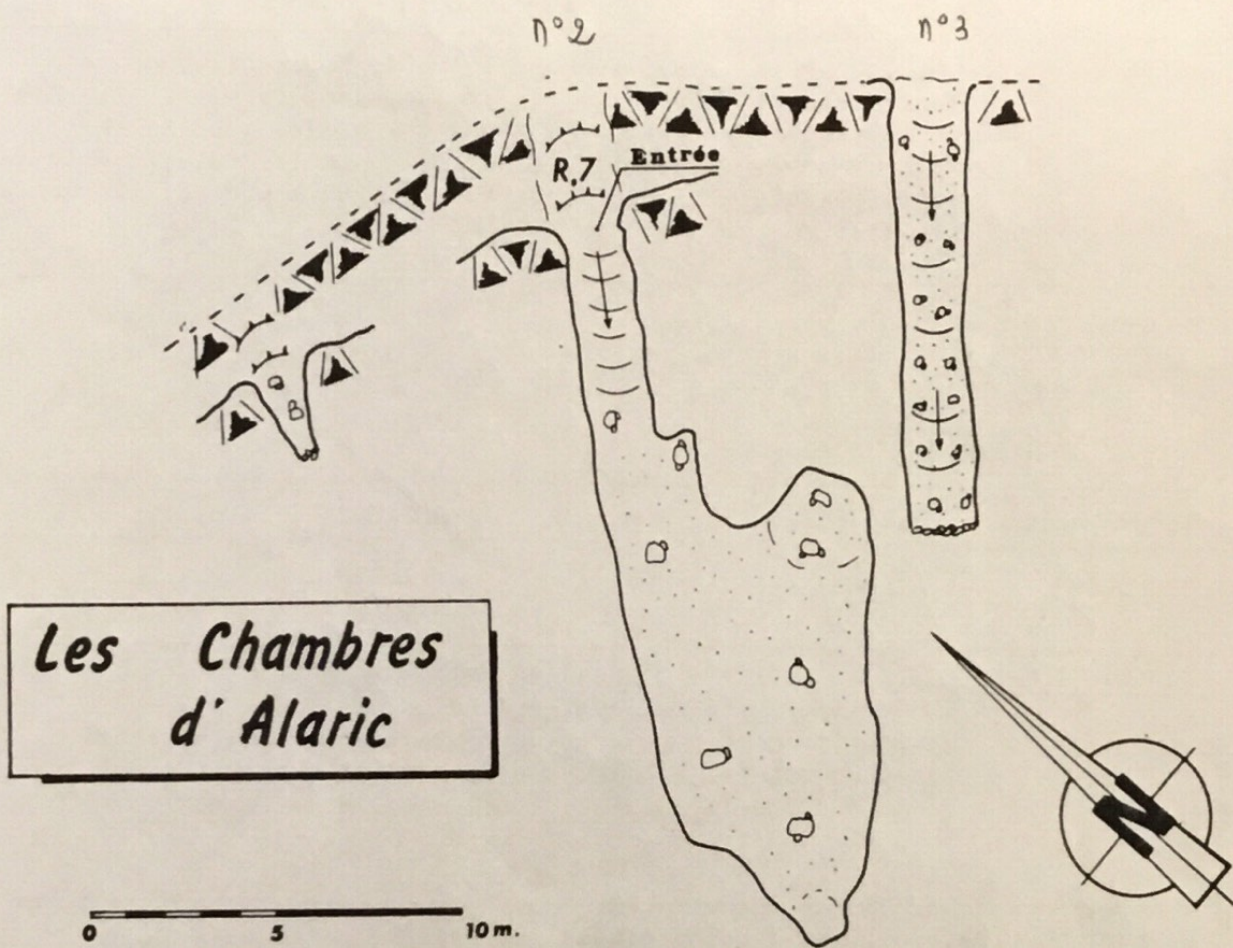 n° 2
n° 3
Entrée
R.7
Les Chambres
d' Alaric
N
0 5 10 m.